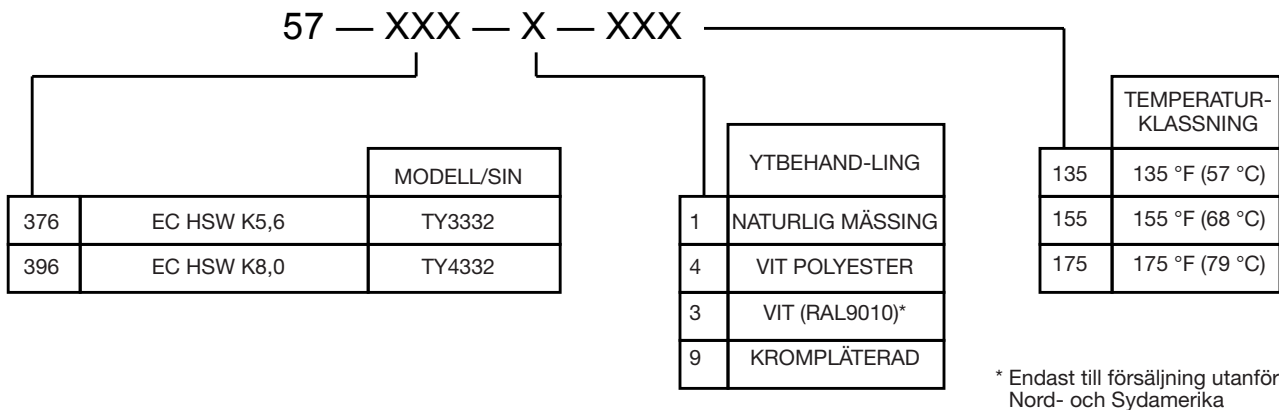 57 — XXX — X — XXX
MODELL/SIN
376 EC HSW K5,6 TY3332
396 EC HSW K8,0 TY4332
YTBEHAND-LING
1 NATURLIG MÄSSING
4 VIT POLYESTER
3 VIT (RAL9010)*
9 KROMPLÄTERAD
TEMPERATUR-
KLASSNING
135 135 °F (57 °C)
155 155 °F (68 °C)
175 175 °F (79 °C)
* Endast till försäljning utanför
Nord- och Sydamerika